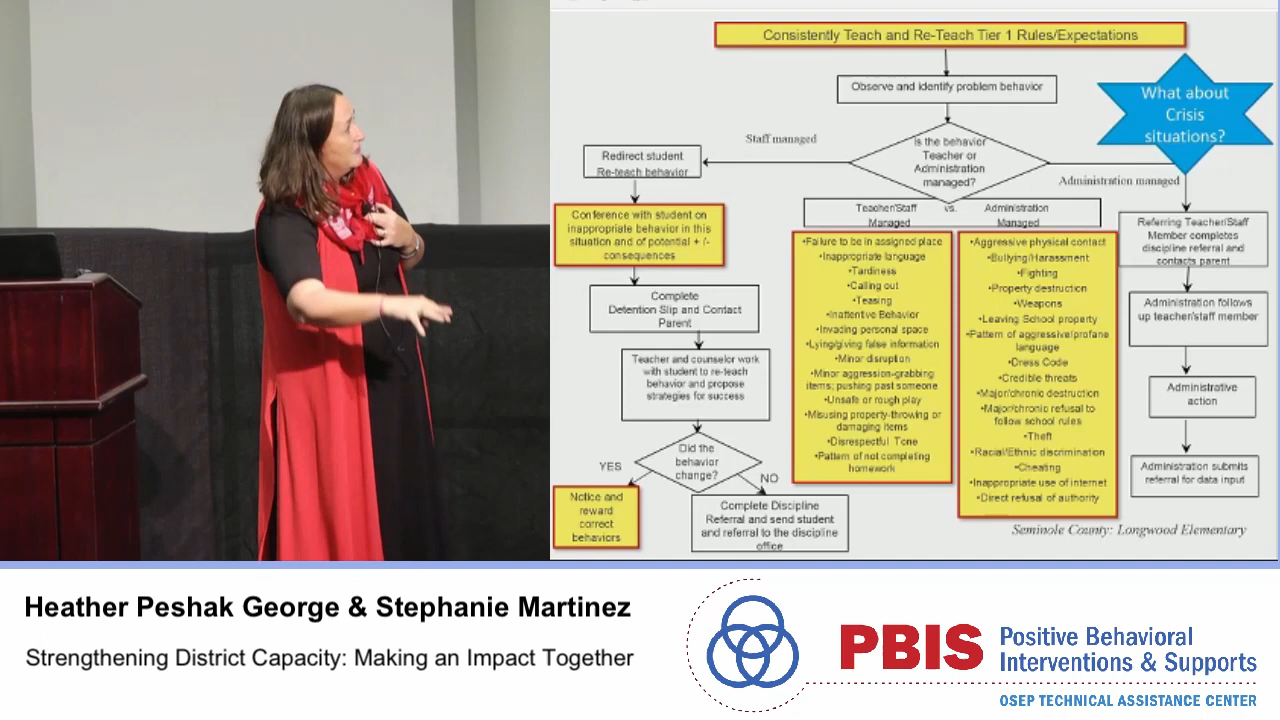 Consistently Teach and Re-Teach Tier 1 Rules/Expectations
Observe and identify problem behavior
What about
Crisis
situations?
Is the behavior
Teacher or
Administration
managed?
Staff managed
Administration managed
Redirect student
Re-teach behavior
Conference with student on
inappropriate behavior in this
situation and of potential + /-
consequences
Complete
Detention Slip and Contact
Parent
Teacher and counselor work
with student to re-teach
behavior and propose
strategies for success
Did the
behavior
change?
YES
NO
Notice and
reward
correct
behaviors
Complete Discipline
Referral and send student
and referral to the discipline
office
Teacher/Staff vs. Administration
Managed Managed
•Failure to be in assigned place
•Inappropriate language
•Tardiness
•Calling out
•Teasing
•Inattentive Behavior
•Invading personal space
•Lying/giving false information
•Minor disruption
•Minor aggression-grabbing
items; pushing past someone
•Unsafe or rough play
•Misusing property-throwing or
damaging items
•Disrespectful Tone
•Pattern of not completing
homework
•Aggressive physical contact
•Bullying/Harassment
•Fighting
•Property destruction
•Weapons
•Leaving School property
•Pattern of aggressive/profane
language
•Dress Code
•Credible threats
•Major/chronic destruction
•Major/chronic refusal to
follow school rules
•Theft
•Racial/Ethnic discrimination
•Cheating
•Inappropriate use of internet
•Direct refusal of authority
Referring Teacher/Staff
Member completes
discipline referral and
contacts parent
Administration follows
up teacher/staff member
Administrative
action
Administration submits
referral for data input
Seminole County: Longwood Elementary
Heather Peshak George & Stephanie Martinez
Strengthening District Capacity: Making an Impact Together
PBIS
Positive Behavioral
Interventions & Supports
OSEP TECHNICAL ASSISTANCE CENTER